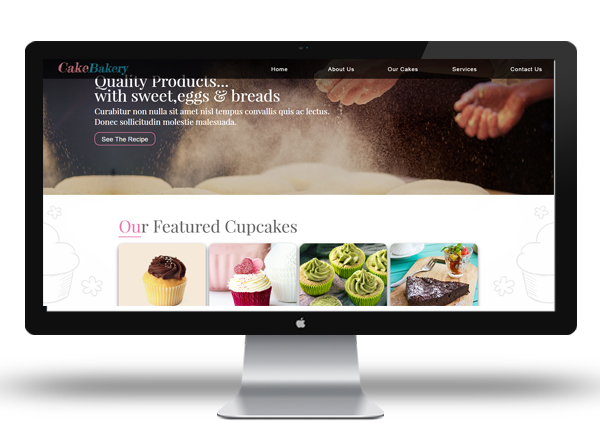 CakeBakery
Home About Us Our Cakes Services Contact Us
Quality Products...
with sweet,eggs & breads
Curabitur non nulla sit amet nisl tempus convallis quis ac lectus.
Donec sollicitudin molestie malesuada.
See The Recipe
Our Featured Cupcakes